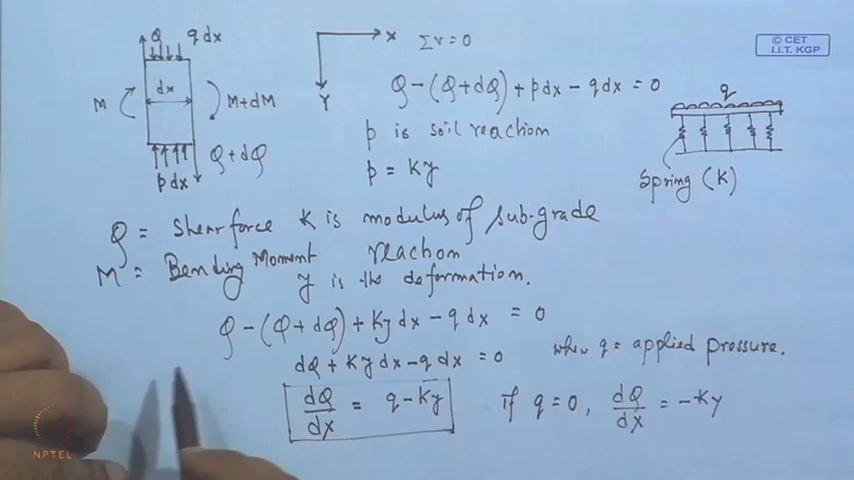 Q q dx
x
Σv = 0
© CET
I.I.T. KGP
dx
M
M+dM
Y
Q - (Q+dQ) + pdx - q dx = 0
q
p is soil reaction
Q + dQ
pdx
p = Ky
Spring (K)
Q = Shear force K is modulus of sub-grade
reaction
M = Bending Moment
y is the deformation.
Q - (Q + dQ) + Ky dx - q dx = 0
dQ + Ky dx - q dx = 0
when q = applied pressure.
dQ/dx = q - Ky
If q = 0, dQ/dx = -Ky
NPTEL